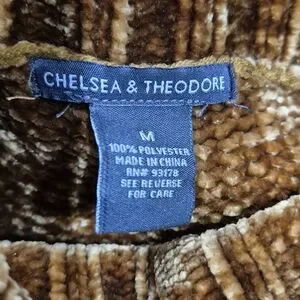 CHELSEA & THEODORE
M
100% POLYESTER
MADE IN CHINA
RN# 93178
SEE REVERSE
FOR CARE